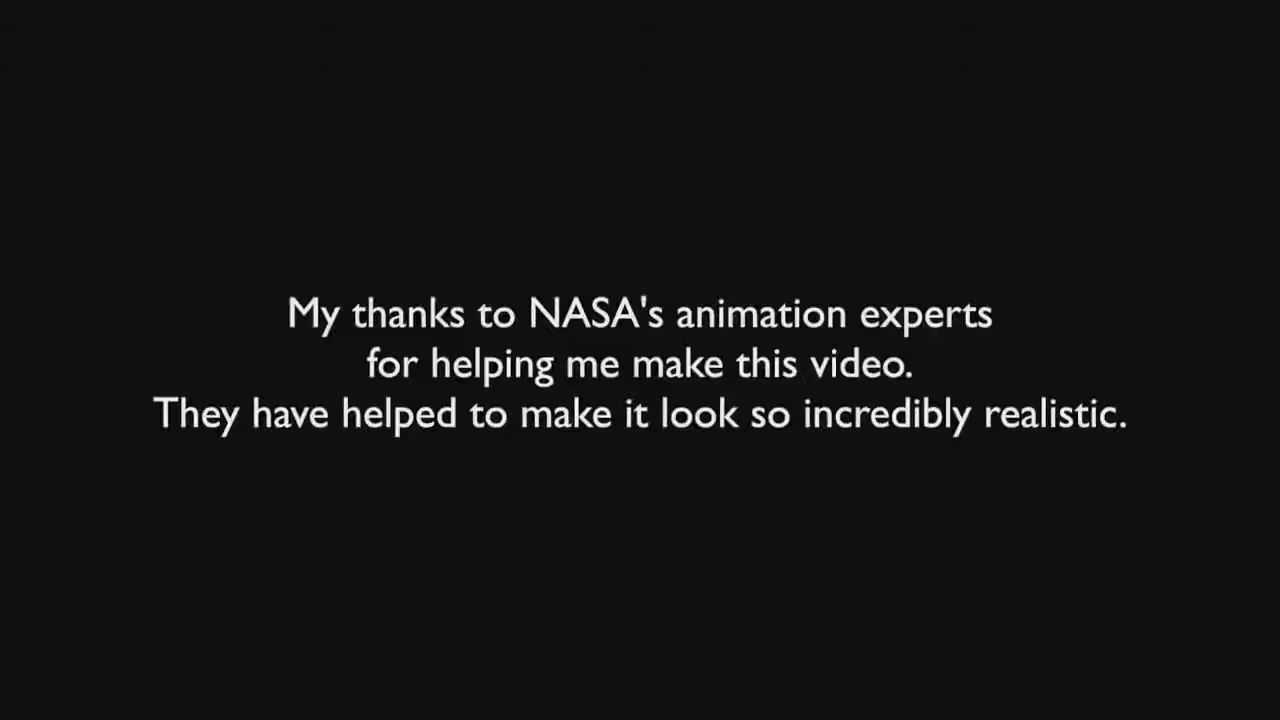 My thanks to NASA's animation experts
for helping me make this video.
They have helped to make it look so incredibly realistic.